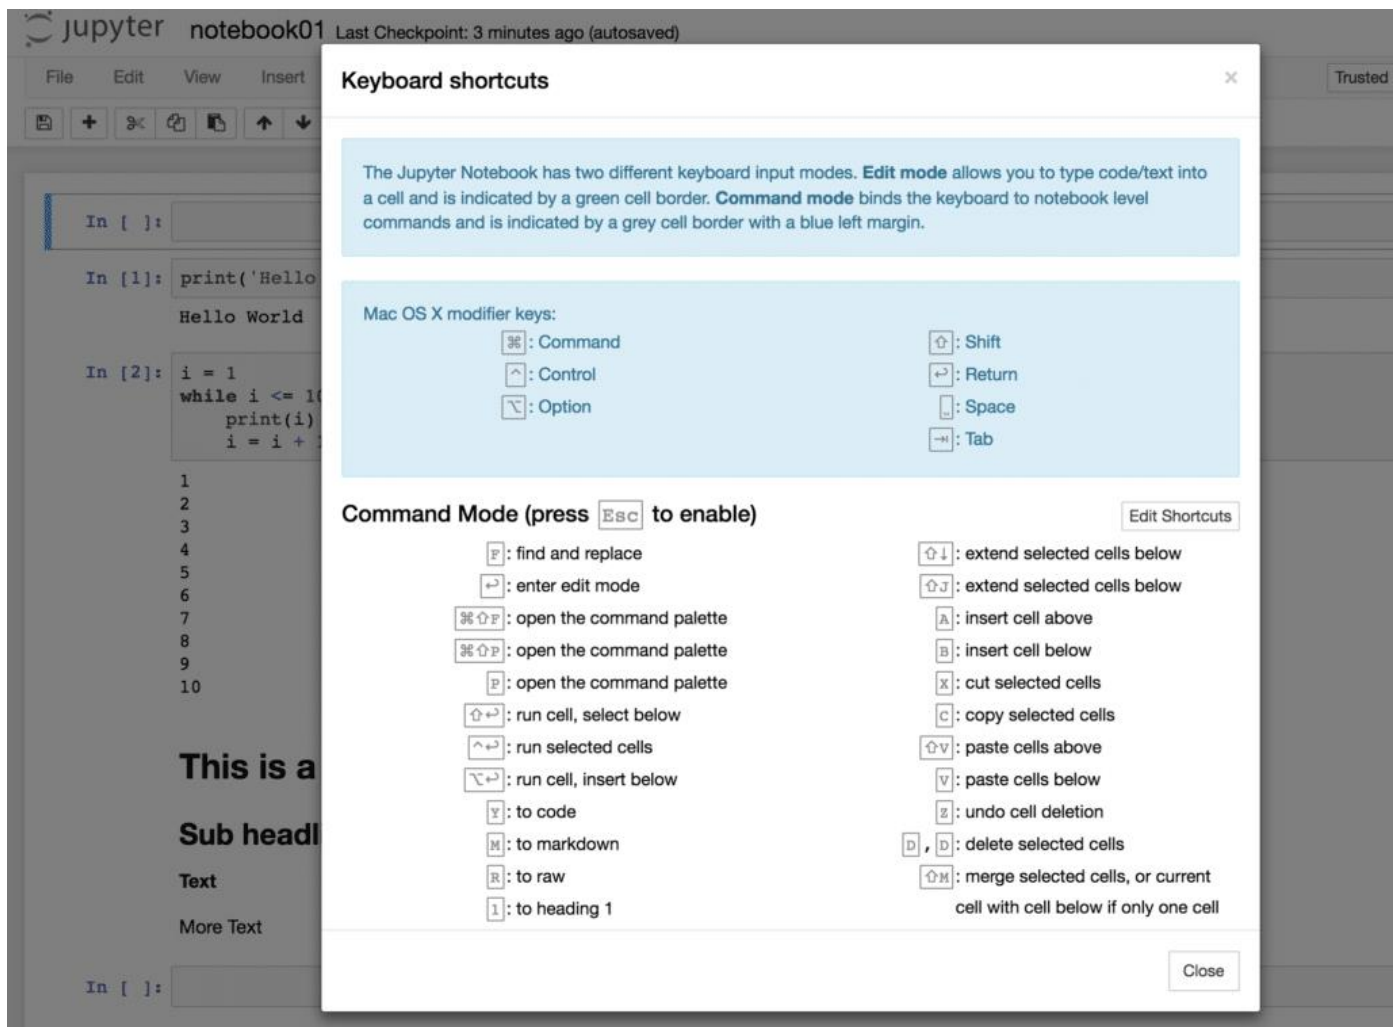 jupyter notebook01 Last Checkpoint: 3 minutes ago (autosaved)
File Edit View Insert
Trusted
Keyboard shortcuts
×
The Jupyter Notebook has two different keyboard input modes. Edit mode allows you to type code/text into
a cell and is indicated by a green cell border. Command mode binds the keyboard to notebook level
commands and is indicated by a grey cell border with a blue left margin.
Mac OS X modifier keys:
⌘: Command
^: Control
⌥: Option
⇧: Shift
↩: Return
␣: Space
⇥: Tab
Command Mode (press Esc to enable)
Edit Shortcuts
F: find and replace
↩: enter edit mode
⌘⇧F: open the command palette
⌘⇧P: open the command palette
P: open the command palette
⇧↩: run cell, select below
^↩: run selected cells
⌥↩: run cell, insert below
Y: to code
M: to markdown
R: to raw
1: to heading 1
⇧↓: extend selected cells below
⇧J: extend selected cells below
A: insert cell above
B: insert cell below
X: cut selected cells
C: copy selected cells
⇧V: paste cells above
V: paste cells below
Z: undo cell deletion
D, D: delete selected cells
⇧M: merge selected cells, or current
cell with cell below if only one cell
Close
In [ ]:
In [1]: print('Hello
Hello World
In [2]: i = 1
while i <= 10
print(i)
i = i +
1
2
3
4
5
6
7
8
9
10
This is a
Sub headl
Text
More Text
In [ ]: